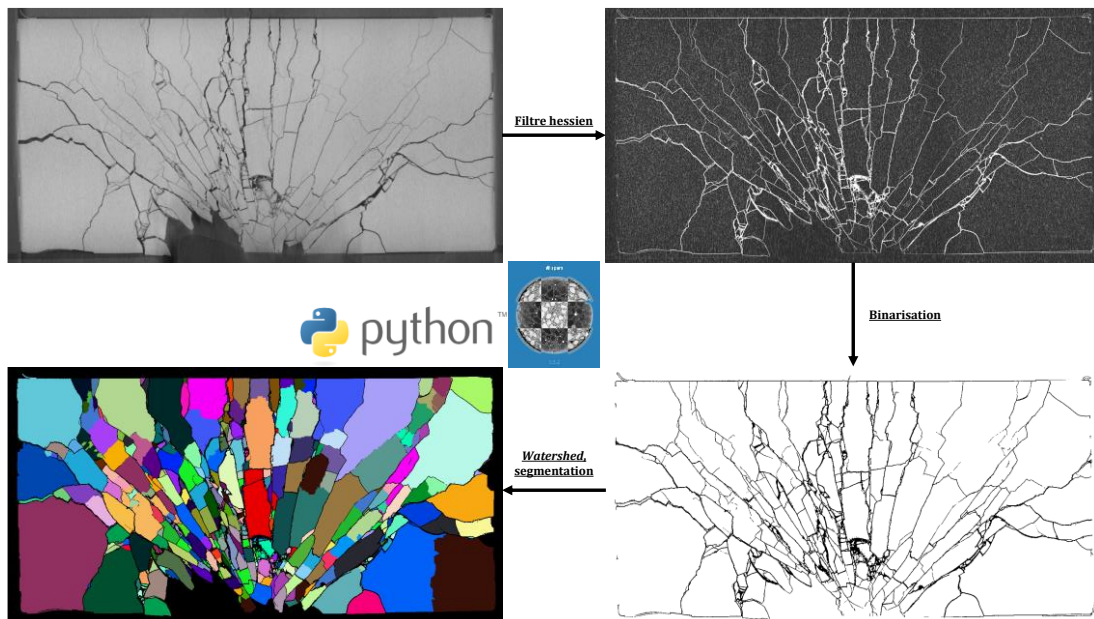 Filtre hessien
Binarisation
python™
Watershed,
segmentation